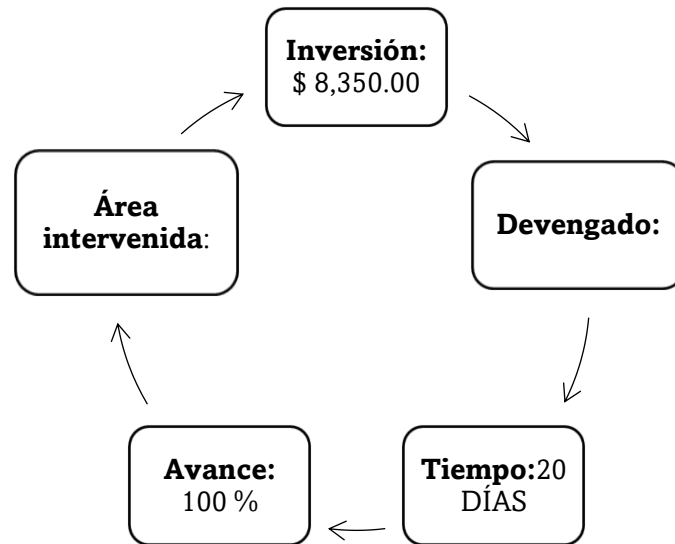 Inversión:
$ 8,350.00
Devengado:
Tiempo:20
DÍAS
Avance:
100 %
Área
intervenida: